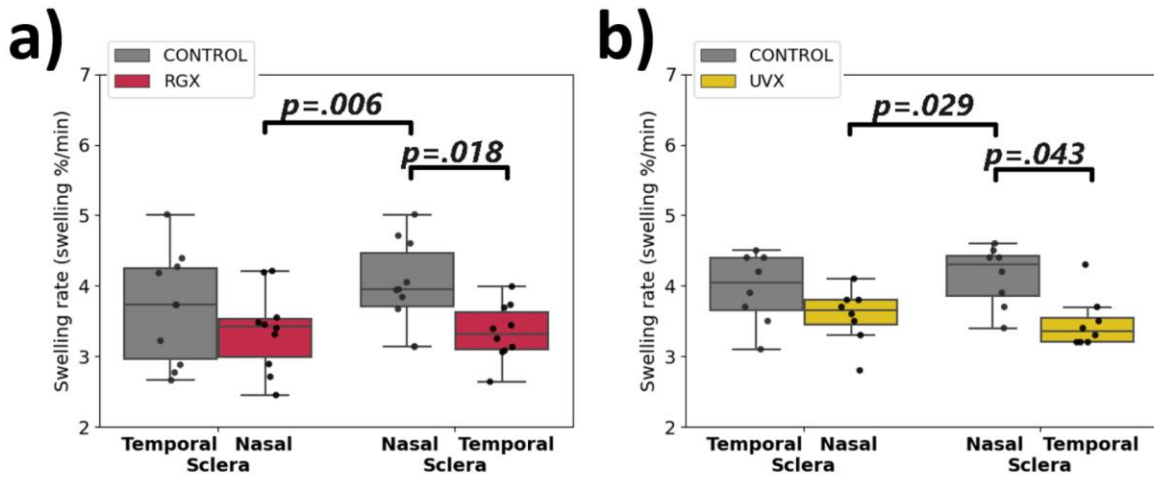 a)
CONTROL
RGX
Swelling rate (swelling %/min)
7
6
5
4
3
2
p=.006
p=.018
Temporal Nasal
Sclera
Nasal Temporal
Sclera
b)
CONTROL
UVX
Swelling rate (swelling %/min)
7
6
5
4
3
2
p=.029
p=.043
Temporal Nasal
Sclera
Nasal Temporal
Sclera